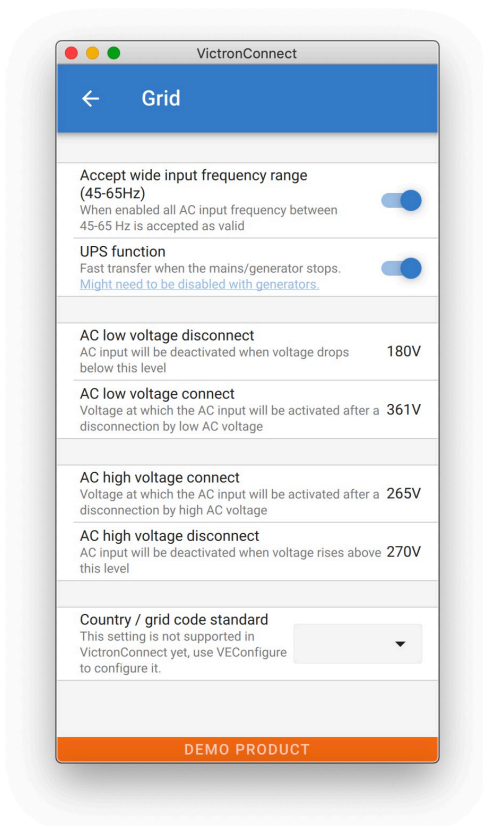 VictronConnect
Grid
Accept wide input frequency range
(45-65Hz)
When enabled all AC input frequency between
45-65 Hz is accepted as valid
UPS function
Fast transfer when the mains/generator stops.
Might need to be disabled with generators.
AC low voltage disconnect
AC input will be deactivated when voltage drops
below this level
180V
AC low voltage connect
Voltage at which the AC input will be activated after a
disconnection by low AC voltage
361V
AC high voltage connect
Voltage at which the AC input will be activated after a
disconnection by high AC voltage
265V
AC high voltage disconnect
AC input will be deactivated when voltage rises above
this level
270V
Country / grid code standard
This setting is not supported in
VictronConnect yet, use VEConfigure
to configure it.
DEMO PRODUCT